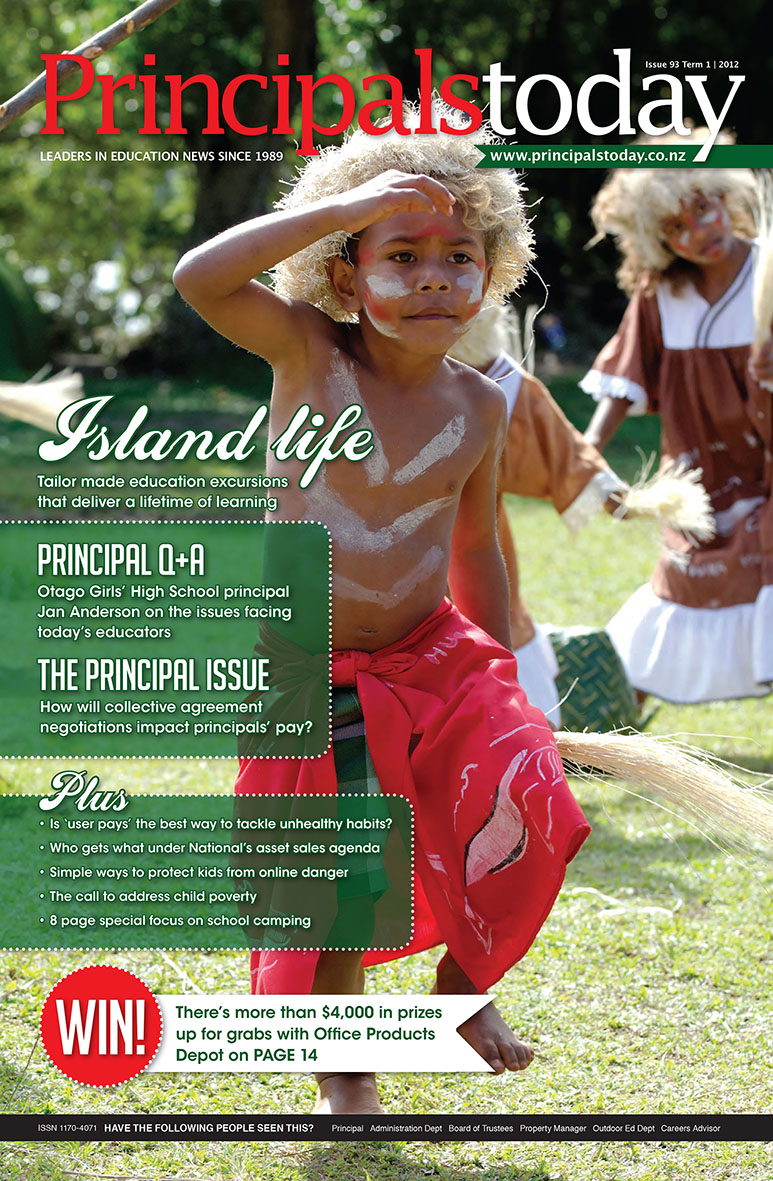 Principalstoday
Issue 93 Term 1 | 2012
LEADERS IN EDUCATION NEWS SINCE 1989
www.principalstoday.co.nz
Island life
Tailor made education excursions
that deliver a lifetime of learning
PRINCIPAL Q+A
Otago Girls’ High School principal
Jan Anderson on the issues facing
today’s educators
THE PRINCIPAL ISSUE
How will collective agreement
negotiations impact principals’ pay?
Plus
• Is ‘user pays’ the best way to tackle unhealthy habits?
• Who gets what under National’s asset sales agenda
• Simple ways to protect kids from online danger
• The call to address child poverty
• 8 page special focus on school camping
WIN!
There’s more than $4,000 in prizes
up for grabs with Office Products
Depot on PAGE 14
ISSN 1170-4071 HAVE THE FOLLOWING PEOPLE SEEN THIS? Principal Administration Dept Board of Trustees Property Manager Outdoor Ed Dept Careers Advisor